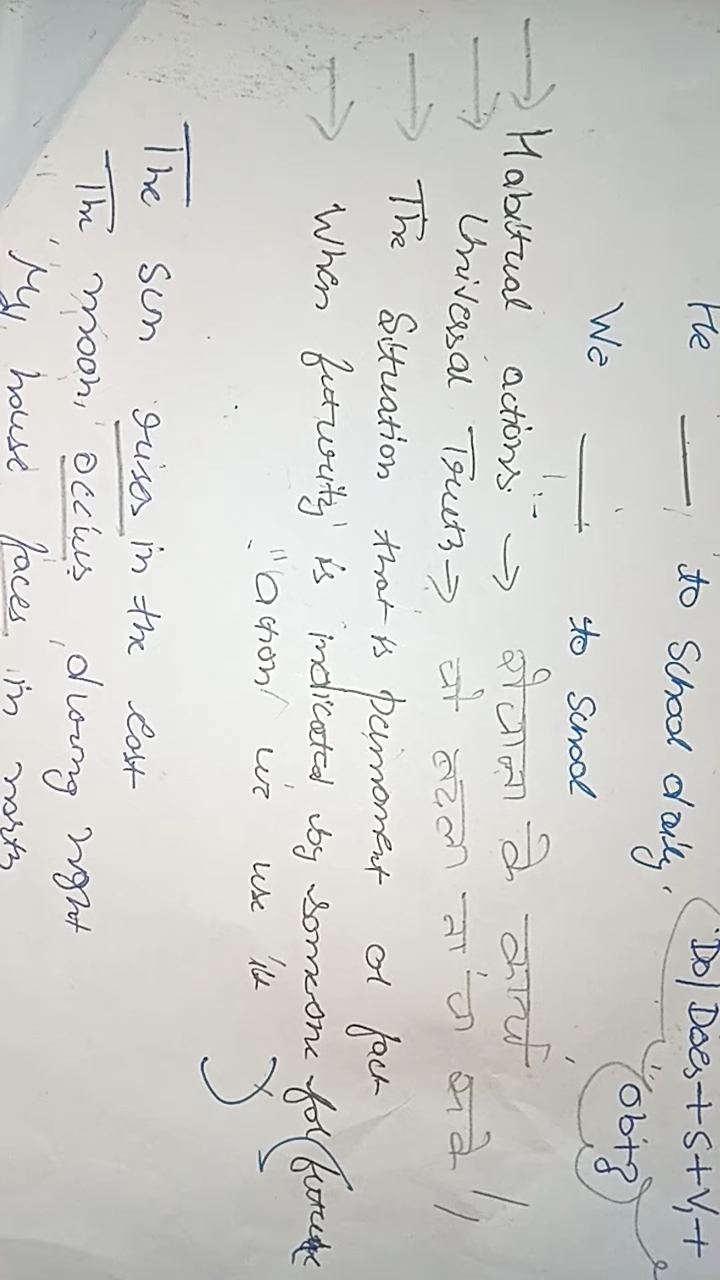 He ___ to School daily.
Do/Does + S + V1 +
Obj + ?
We ___ to School
→ Habitual actions :- → रोजाना के कार्य
→ Universal Truth → जो बदला ना जा सके
→ The Situation that is permoment or fact
→ When futurity is indicated by someone for future
"action" we use it
The Sun rises in the East
The moon, occurs, during night
My house faces in north